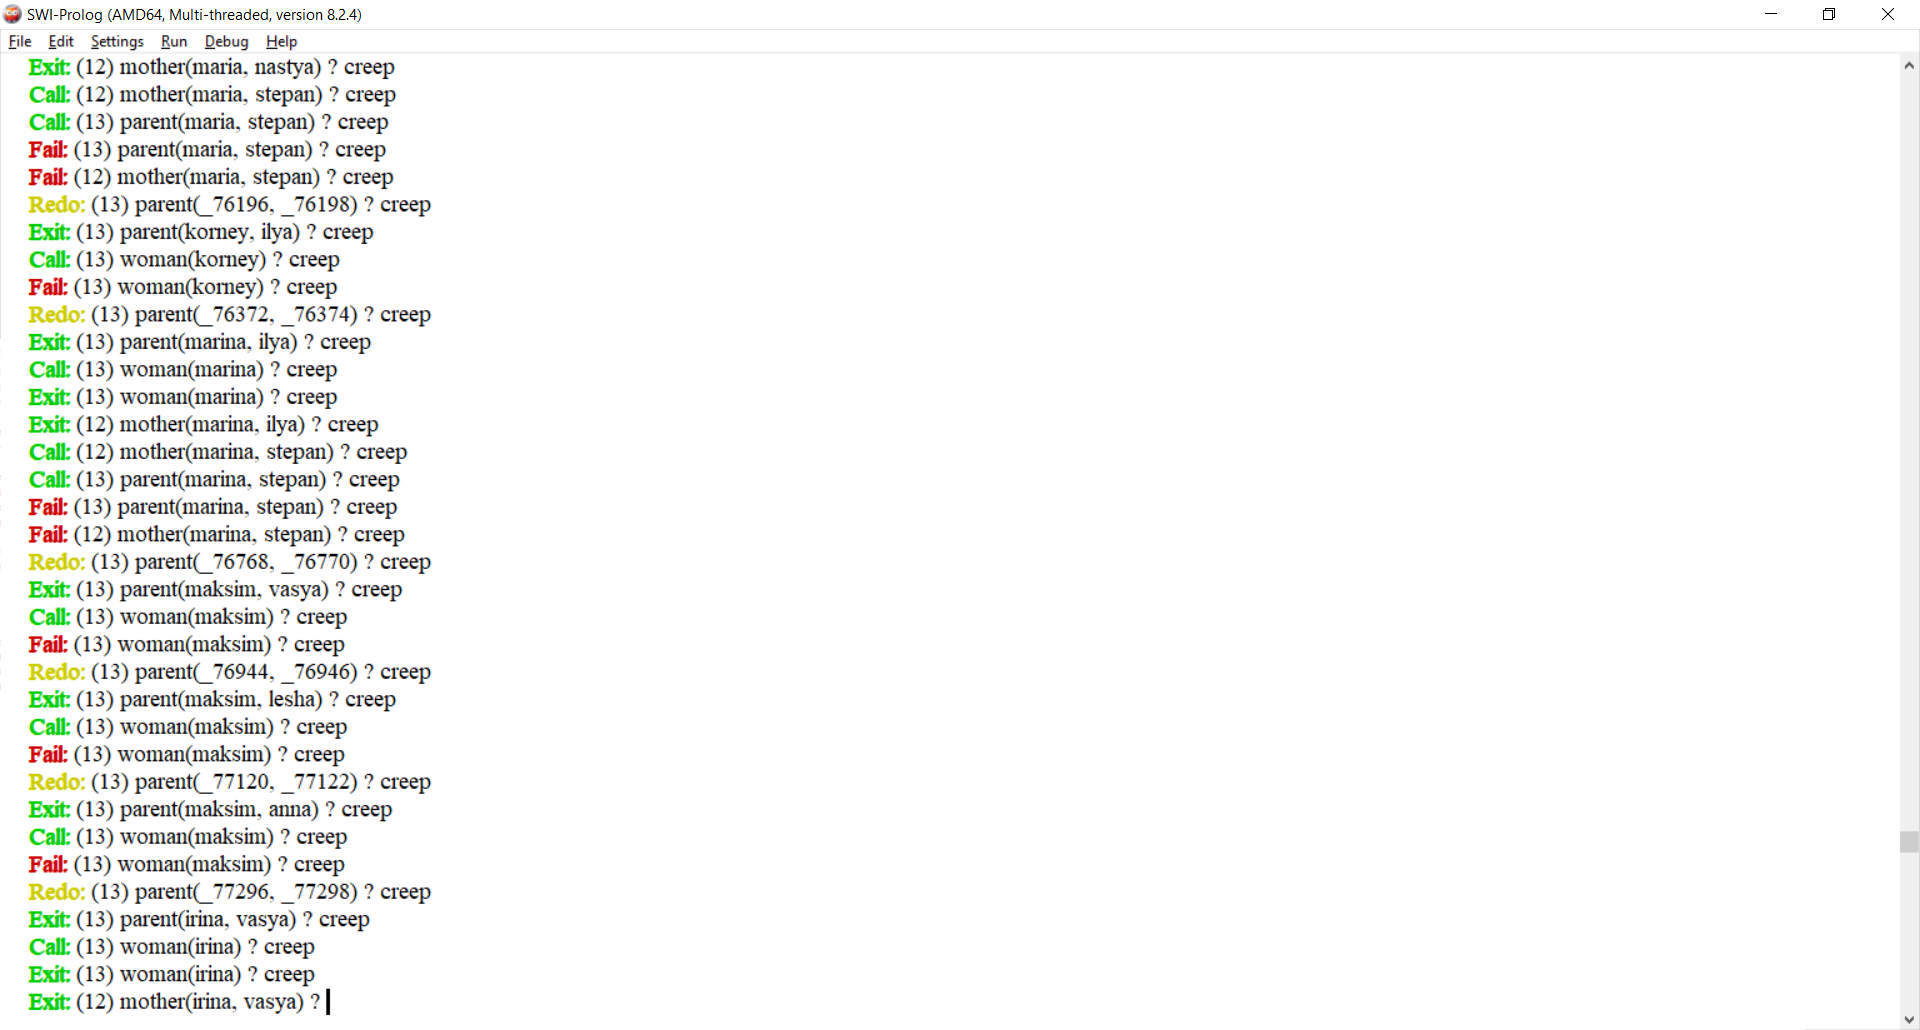 SWI-Prolog (AMD64, Multi-threaded, version 8.2.4)
File Edit Settings Run Debug Help
Exit: (12) mother(maria, nastya) ? creep
Call: (12) mother(maria, stepan) ? creep
Call: (13) parent(maria, stepan) ? creep
Fail: (13) parent(maria, stepan) ? creep
Fail: (12) mother(maria, stepan) ? creep
Redo: (13) parent(_76196, _76198) ? creep
Exit: (13) parent(korney, ilya) ? creep
Call: (13) woman(korney) ? creep
Fail: (13) woman(korney) ? creep
Redo: (13) parent(_76372, _76374) ? creep
Exit: (13) parent(marina, ilya) ? creep
Call: (13) woman(marina) ? creep
Exit: (13) woman(marina) ? creep
Exit: (12) mother(marina, ilya) ? creep
Call: (12) mother(marina, stepan) ? creep
Call: (13) parent(marina, stepan) ? creep
Fail: (13) parent(marina, stepan) ? creep
Fail: (12) mother(marina, stepan) ? creep
Redo: (13) parent(_76768, _76770) ? creep
Exit: (13) parent(maksim, vasya) ? creep
Call: (13) woman(maksim) ? creep
Fail: (13) woman(maksim) ? creep
Redo: (13) parent(_76944, _76946) ? creep
Exit: (13) parent(maksim, lesha) ? creep
Call: (13) woman(maksim) ? creep
Fail: (13) woman(maksim) ? creep
Redo: (13) parent(_77120, _77122) ? creep
Exit: (13) parent(maksim, anna) ? creep
Call: (13) woman(maksim) ? creep
Fail: (13) woman(maksim) ? creep
Redo: (13) parent(_77296, _77298) ? creep
Exit: (13) parent(irina, vasya) ? creep
Call: (13) woman(irina) ? creep
Exit: (13) woman(irina) ? creep
Exit: (12) mother(irina, vasya) ?